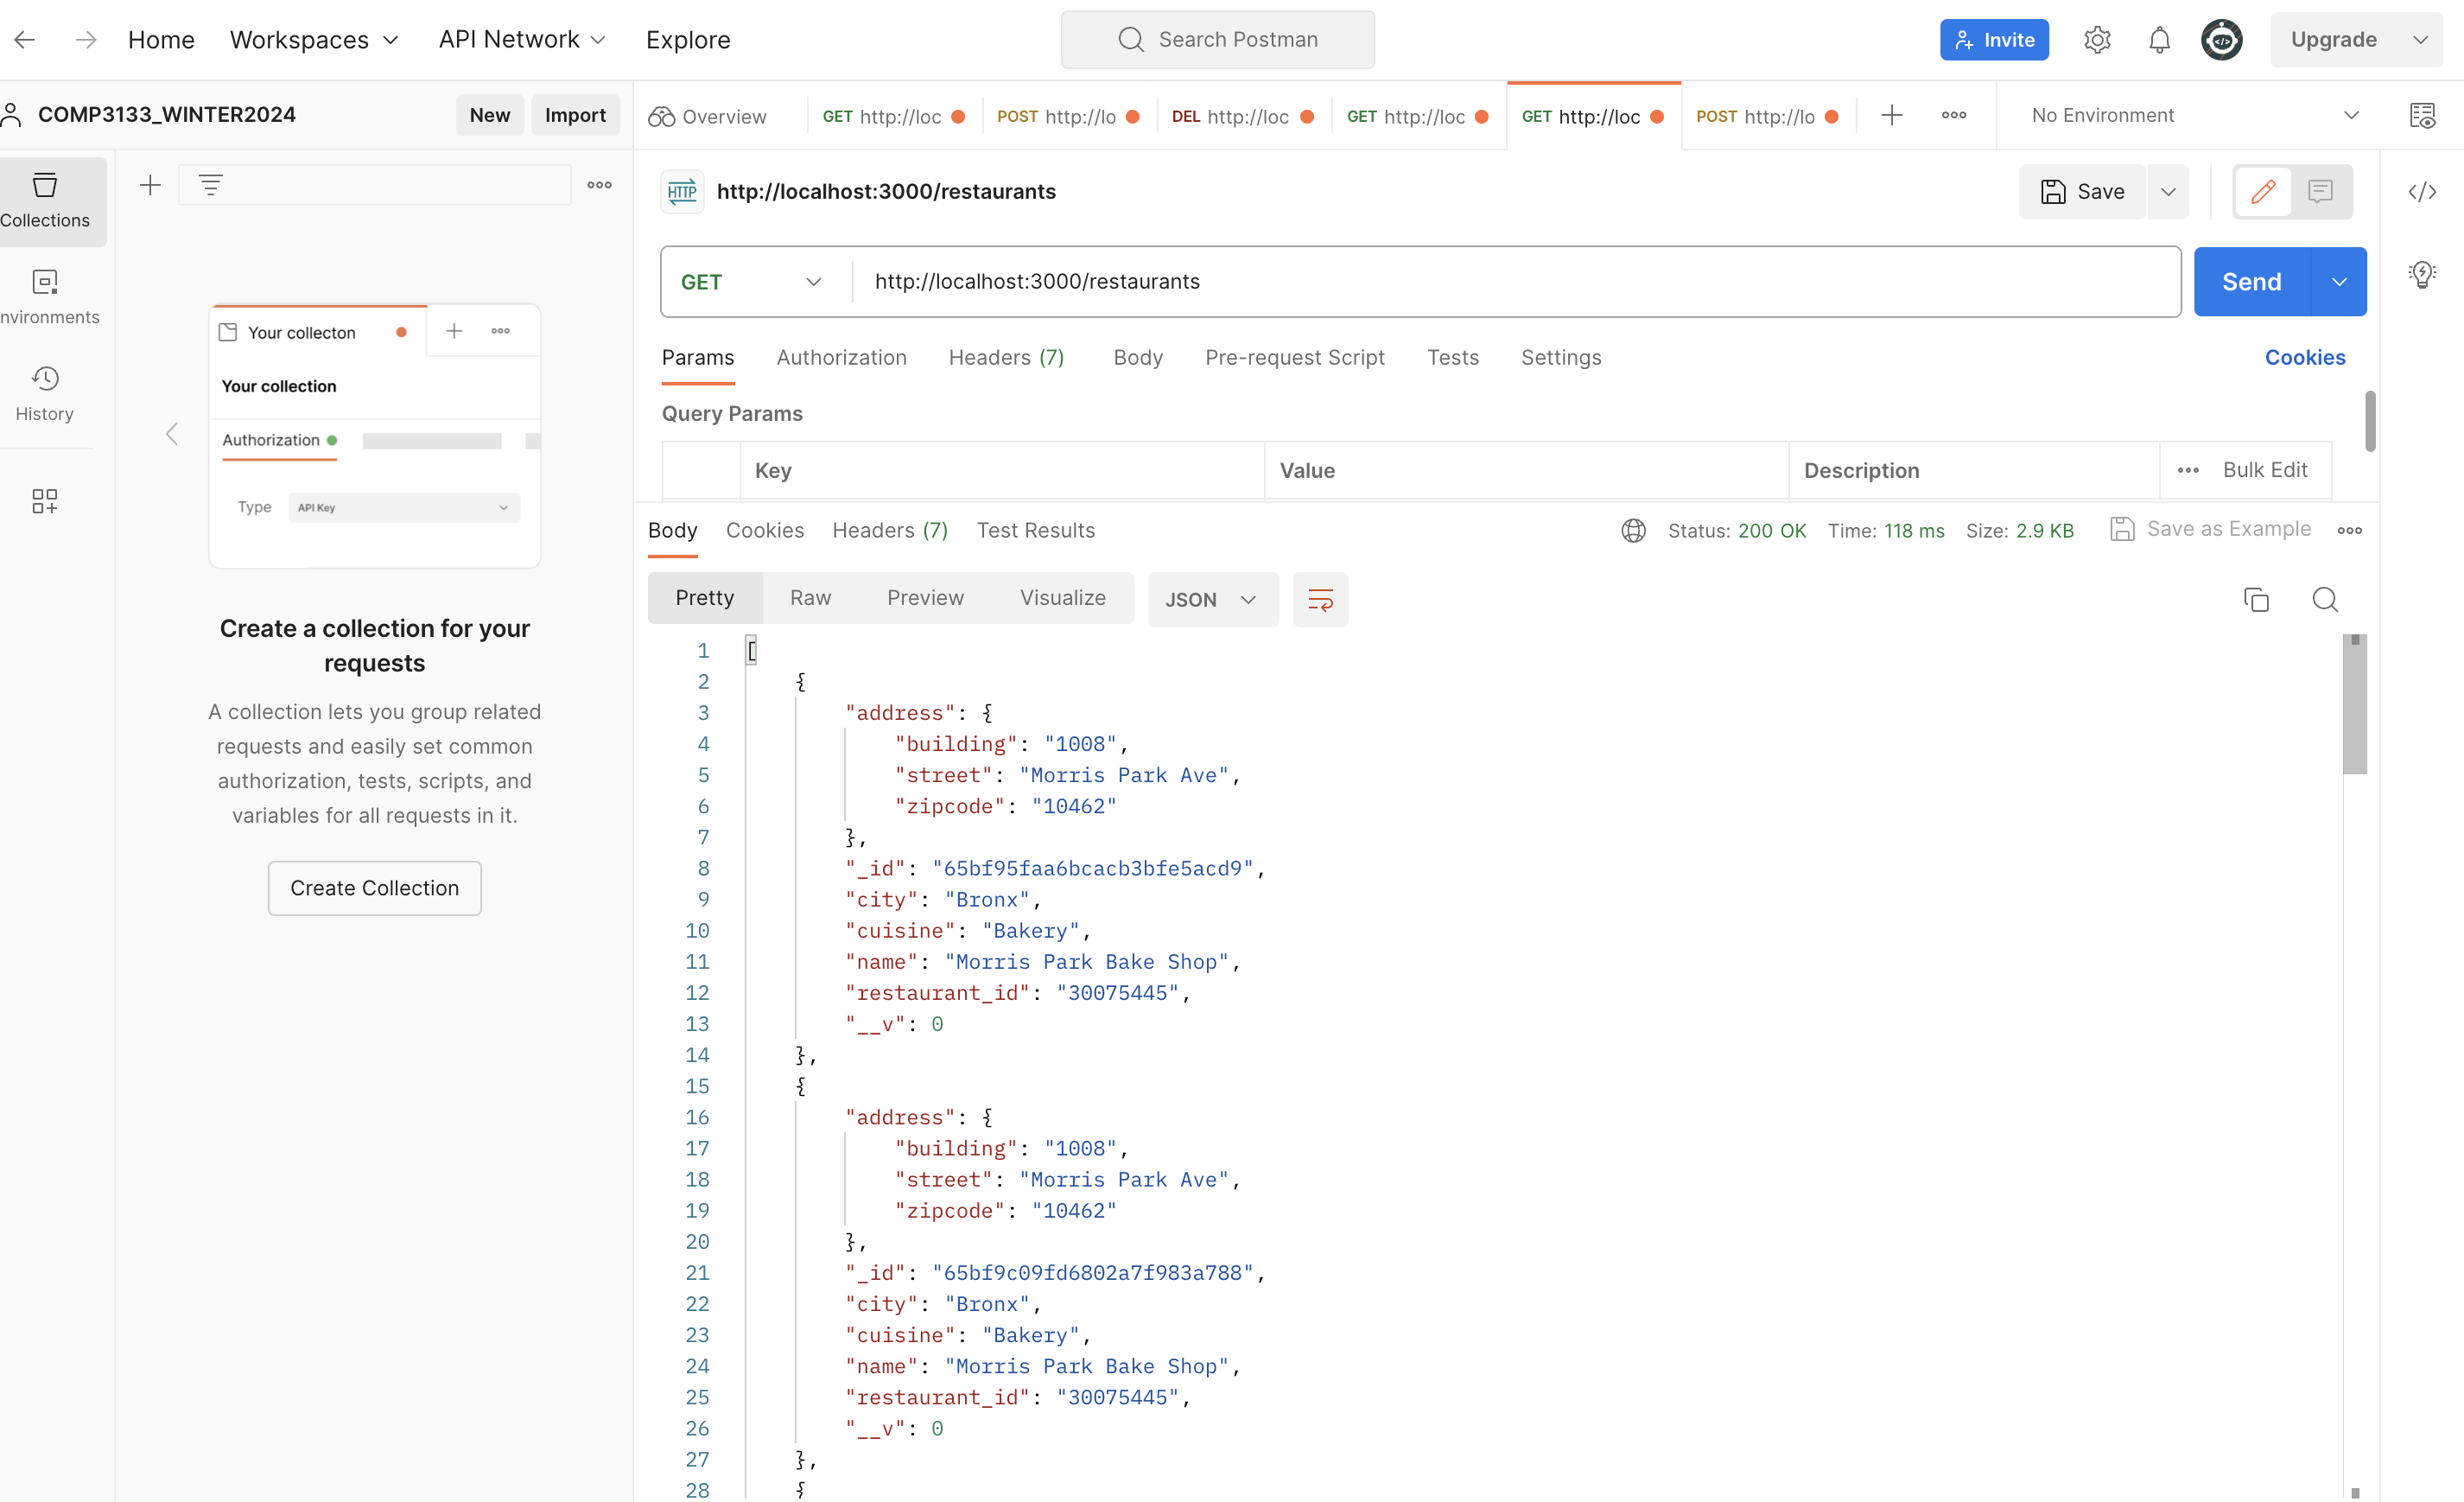 Home Workspaces API Network Explore Search Postman Invite Upgrade
COMP3133_WINTER2024 New Import Overview GET http://loc POST http://lo DEL http://loc GET http://loc GET http://loc POST http://lo No Environment
Collections
nvironments
History
Your collecton
Your collection
Authorization
Type API Key
Create a collection for your
requests
A collection lets you group related
requests and easily set common
authorization, tests, scripts, and
variables for all requests in it.
Create Collection
HTTP http://localhost:3000/restaurants Save
GET http://localhost:3000/restaurants Send
Params Authorization Headers (7) Body Pre-request Script Tests Settings Cookies
Query Params
Key Value Description Bulk Edit
Body Cookies Headers (7) Test Results Status: 200 OK Time: 118 ms Size: 2.9 KB Save as Example
Pretty Raw Preview Visualize JSON
1 [
2 {
3 "address": {
4 "building": "1008",
5 "street": "Morris Park Ave",
6 "zipcode": "10462"
7 },
8 "_id": "65bf95faa6bcacb3bfe5acd9",
9 "city": "Bronx",
10 "cuisine": "Bakery",
11 "name": "Morris Park Bake Shop",
12 "restaurant_id": "30075445",
13 "__v": 0
14 },
15 {
16 "address": {
17 "building": "1008",
18 "street": "Morris Park Ave",
19 "zipcode": "10462"
20 },
21 "_id": "65bf9c09fd6802a7f983a788",
22 "city": "Bronx",
23 "cuisine": "Bakery",
24 "name": "Morris Park Bake Shop",
25 "restaurant_id": "30075445",
26 "__v": 0
27 },
28 {